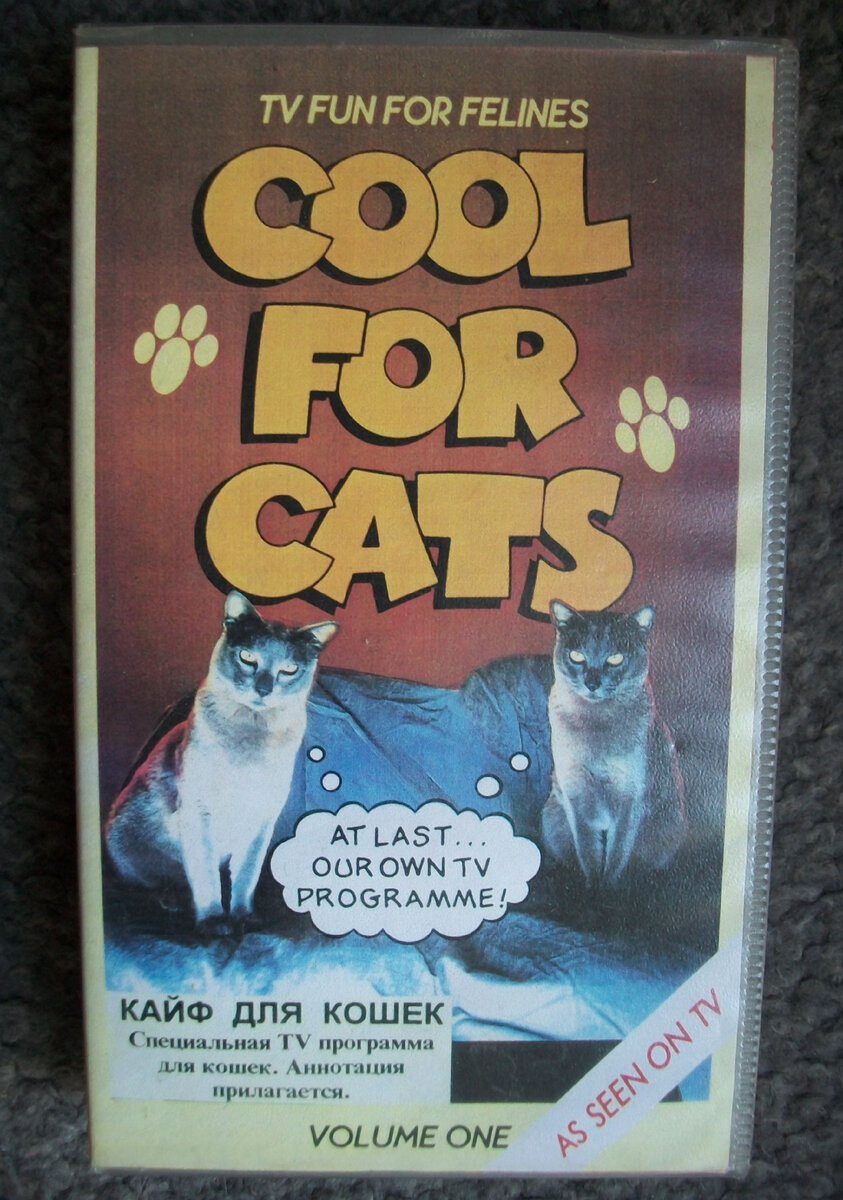 TV FUN FOR FELINES
COOL
FOR
CATS
AT LAST...
OUR OWN TV
PROGRAMME!
КАЙФ ДЛЯ КОШЕК
Специальная TV программа
для кошек. Аннотация
прилагается.
AS SEEN ON TV
VOLUME ONE